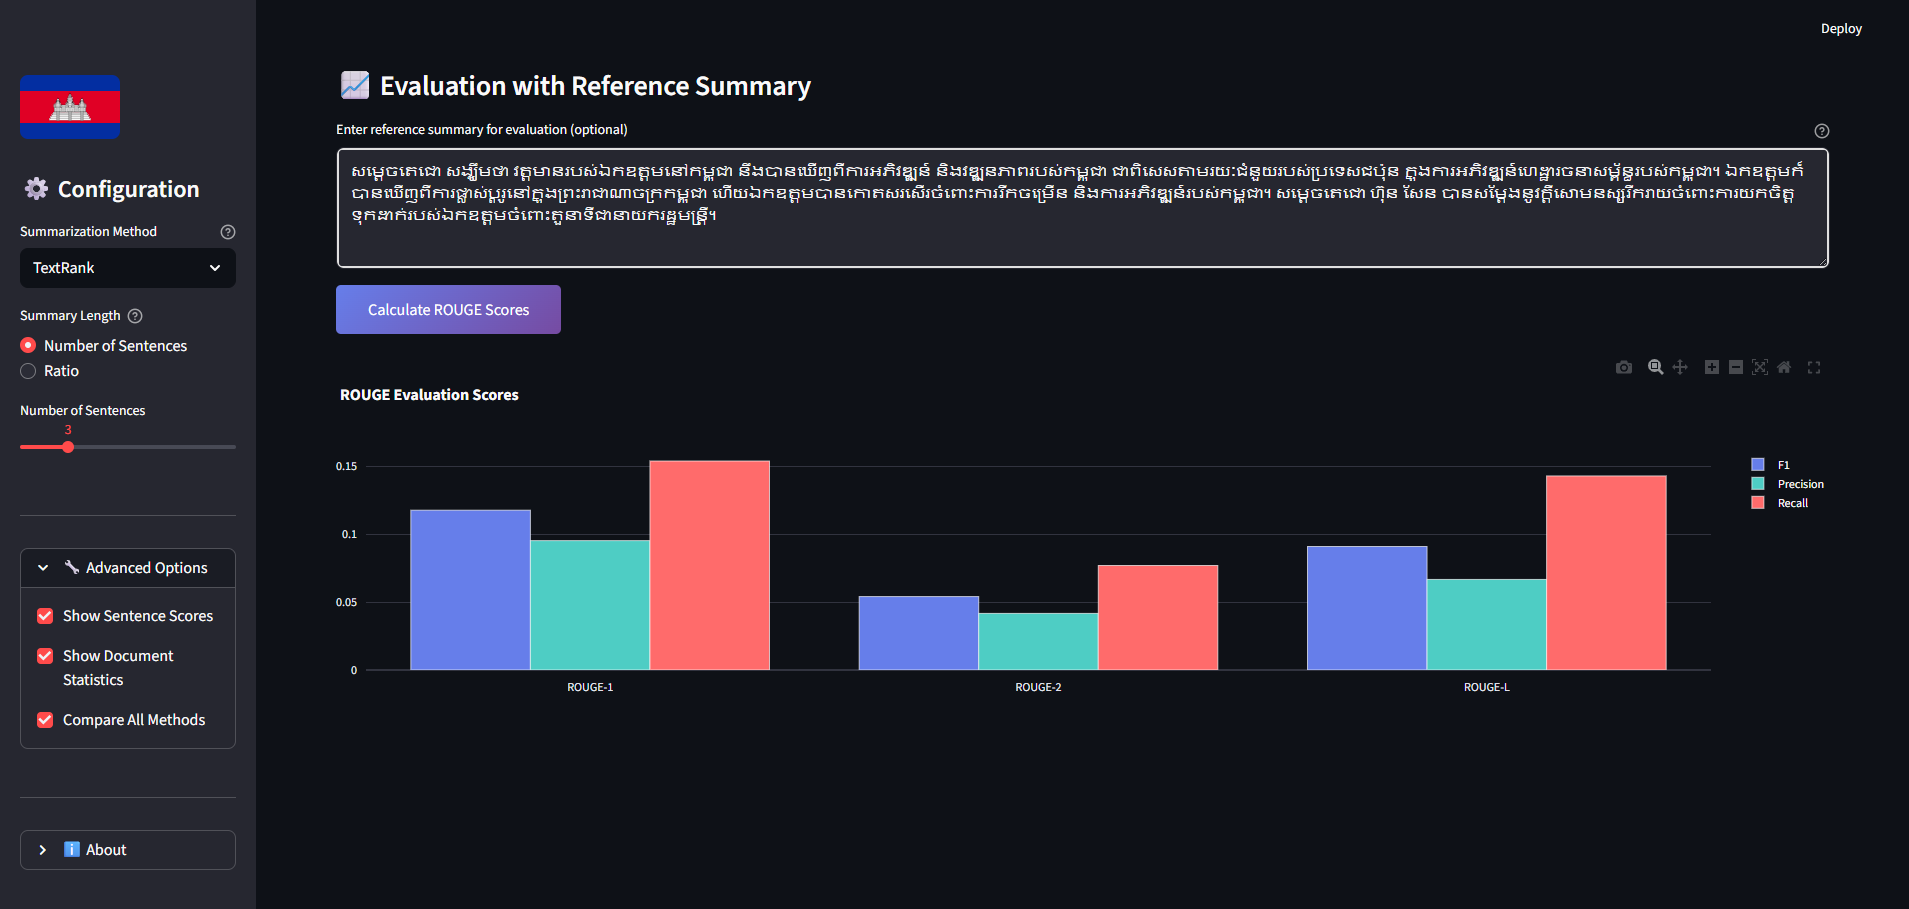 Deploy
Configuration
Summarization Method
TextRank
Summary Length
Number of Sentences
Ratio
Number of Sentences
3
Advanced Options
Show Sentence Scores
Show Document
Statistics
Compare All Methods
About
Evaluation with Reference Summary
Enter reference summary for evaluation (optional)
សម្តេចតេជោ សង្ឃឹមថា វត្តមានរបស់ឯកឧត្តមនៅកម្ពុជា នឹងបានឃើញពីការអភិវឌ្ឍន៍ និងវឌ្ឍនភាពរបស់កម្ពុជា ជាពិសេសតាមរយៈជំនួយរបស់ប្រទេសជប៉ុន ក្នុងការអភិវឌ្ឍន៍ហេដ្ឋារចនាសម្ព័ន្ធរបស់កម្ពុជា។ ឯកឧត្តមក៏
បានឃើញពីការផ្លាស់ប្តូរនៅក្នុងព្រះរាជាណាចក្រកម្ពុជា ហើយឯកឧត្តមបានកោតសរសើរចំពោះការរីកចម្រើន និងការអភិវឌ្ឍន៍របស់កម្ពុជា។ សម្តេចតេជោ ហ៊ុន សែន បានសម្តែងនូវក្តីសោមនស្សរីករាយចំពោះការយកចិត្ត
ទុកដាក់របស់ឯកឧត្តមចំពោះតួនាទីជានាយករដ្ឋមន្ត្រី។
Calculate ROUGE Scores
ROUGE Evaluation Scores
0.15
0.1
0.05
0
ROUGE-1
ROUGE-2
ROUGE-L
F1
Precision
Recall